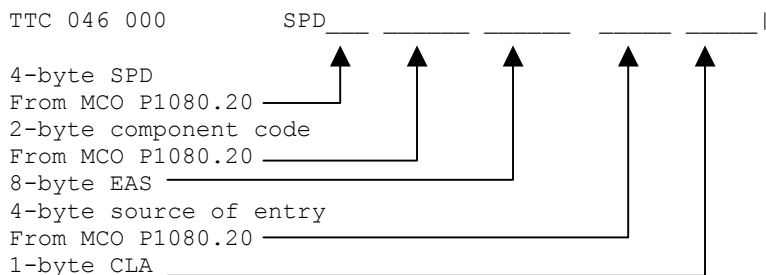 TTC 046 000 SPD___ ______ ______ _____ _____|
4-byte SPD
From MCO P1080.20
2-byte component code
From MCO P1080.20
8-byte EAS
4-byte source of entry
From MCO P1080.20
1-byte CLA